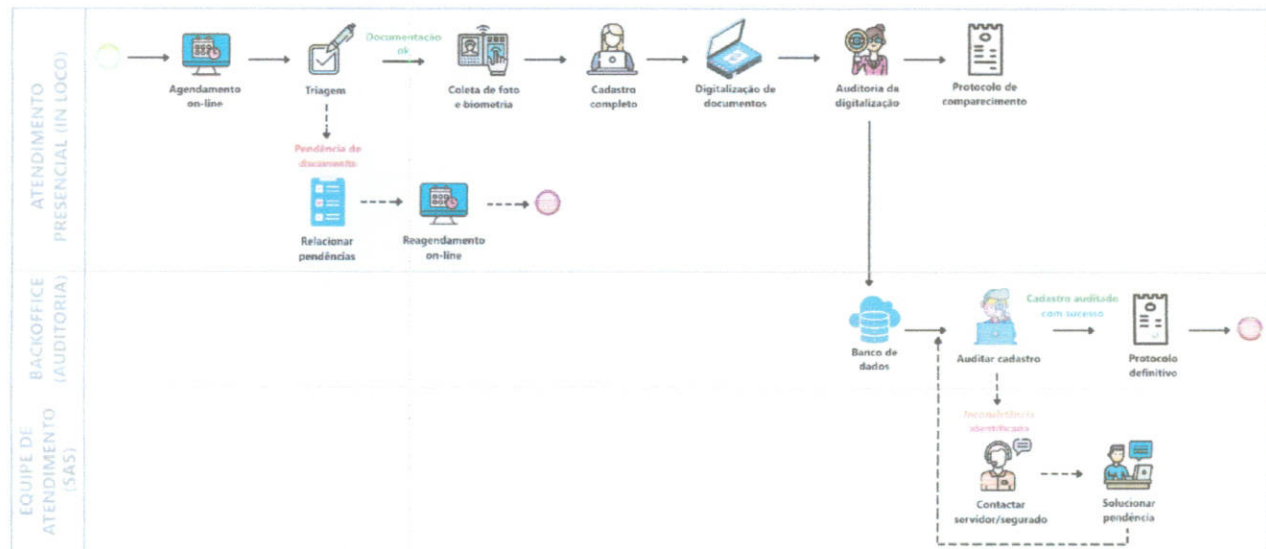 ATENDIMENTO
PRESENCIAL (IN LOCO)
Agendamento
on-line
Triagem
Documentação
ok
Coleta de foto
e biometria
Cadastro
completo
Digitalização de
documentos
Auditoria da
digitalização
Protocolo de
comparecimento
Pendência de
documento
Relacionar
pendências
Reagendamento
on-line
BACKOFFICE
(AUDITORIA)
Banco de
dados
Auditar cadastro
Cadastro auditado
com sucesso
Protocolo
definitivo
EQUIPE DE
ATENDIMENTO
(SAS)
Inconsistência
identificada
Contactar
servidor/segurado
Solucionar
pendência